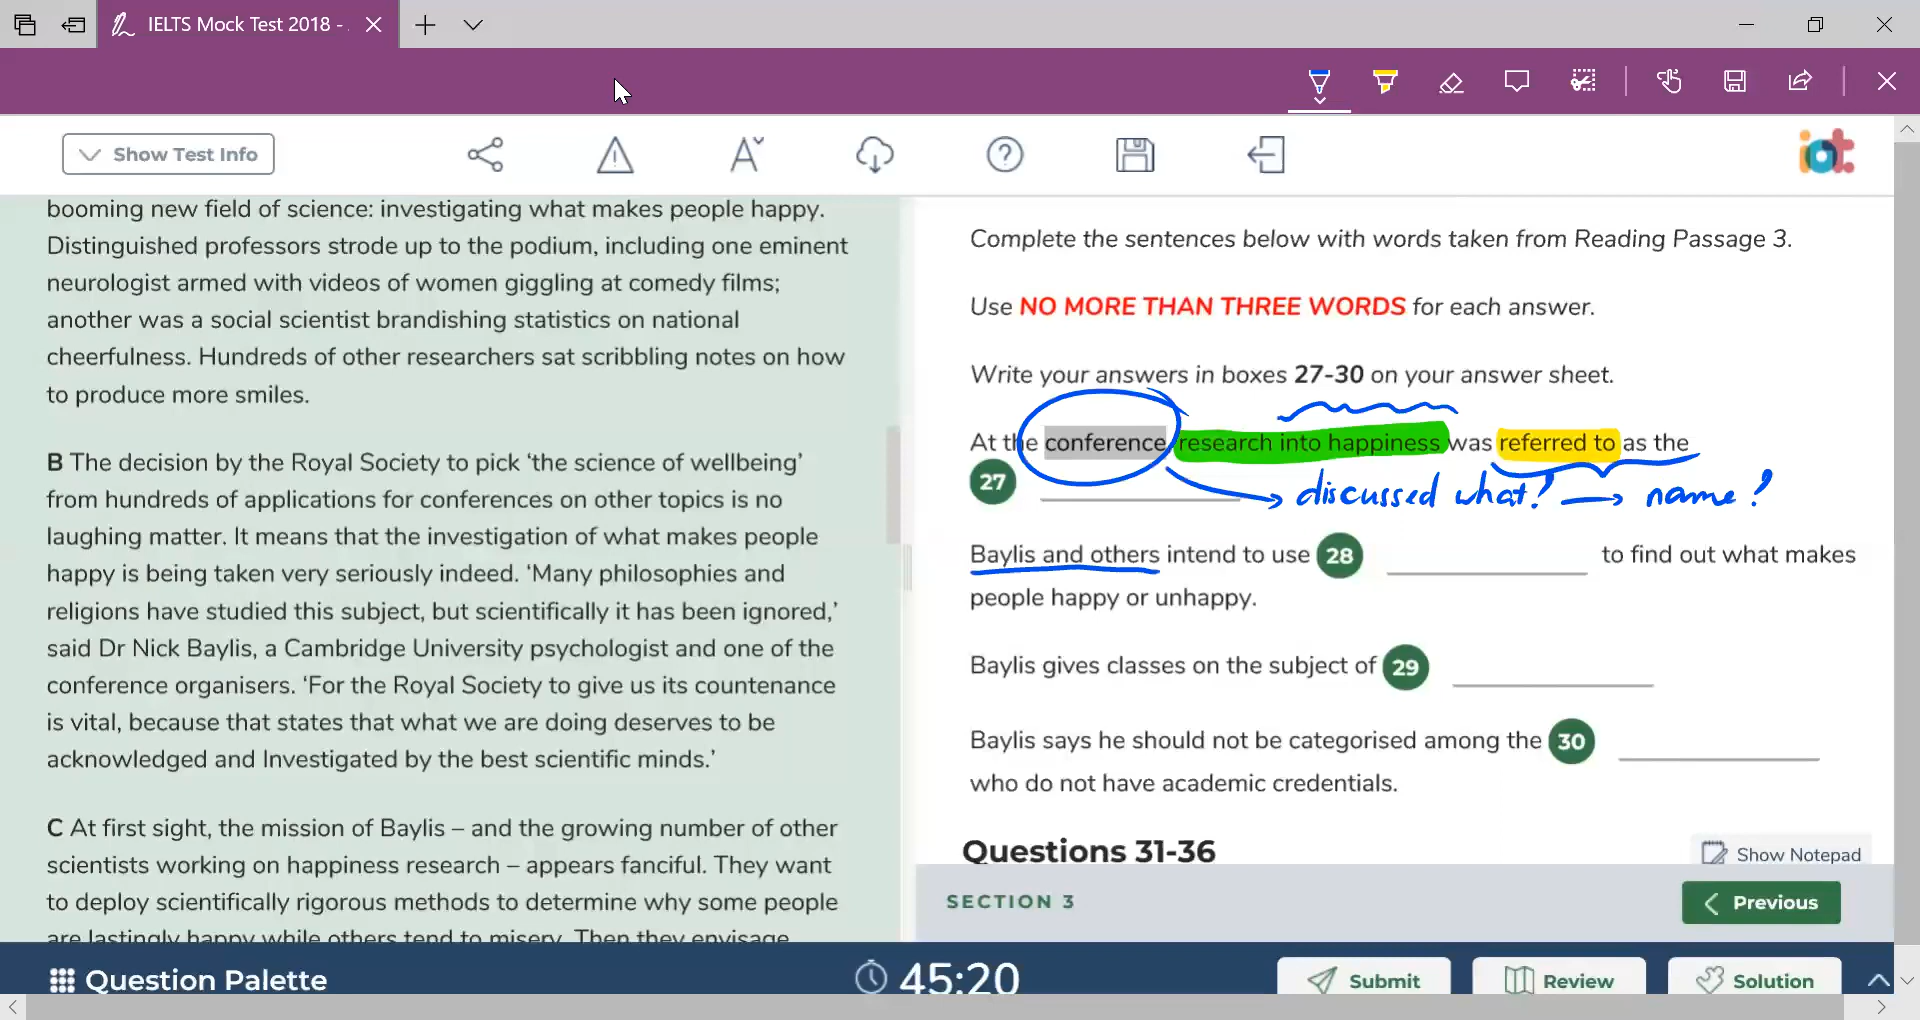 IELTS Mock Test 2018 - .
Show Test Info
iot
booming new field of science: investigating what makes people happy.
Distinguished professors strode up to the podium, including one eminent
neurologist armed with videos of women giggling at comedy films;
another was a social scientist brandishing statistics on national
cheerfulness. Hundreds of other researchers sat scribbling notes on how
to produce more smiles.
B The decision by the Royal Society to pick ‘the science of wellbeing’
from hundreds of applications for conferences on other topics is no
laughing matter. It means that the investigation of what makes people
happy is being taken very seriously indeed. ‘Many philosophies and
religions have studied this subject, but scientifically it has been ignored,’
said Dr Nick Baylis, a Cambridge University psychologist and one of the
conference organisers. ‘For the Royal Society to give us its countenance
is vital, because that states that what we are doing deserves to be
acknowledged and Investigated by the best scientific minds.’
C At first sight, the mission of Baylis – and the growing number of other
scientists working on happiness research – appears fanciful. They want
to deploy scientifically rigorous methods to determine why some people
are lastingly happy while others tend to misery. Then they envisage
Complete the sentences below with words taken from Reading Passage 3.
Use NO MORE THAN THREE WORDS for each answer.
Write your answers in boxes 27-30 on your answer sheet.
At the conference research into happiness was referred to as the
27
discussed what? → name?
Baylis and others intend to use 28 to find out what makes
people happy or unhappy.
Baylis gives classes on the subject of 29
Baylis says he should not be categorised among the 30
who do not have academic credentials.
Questions 31-36
Show Notepad
SECTION 3
Previous
Question Palette
45:20
Submit
Review
Solution